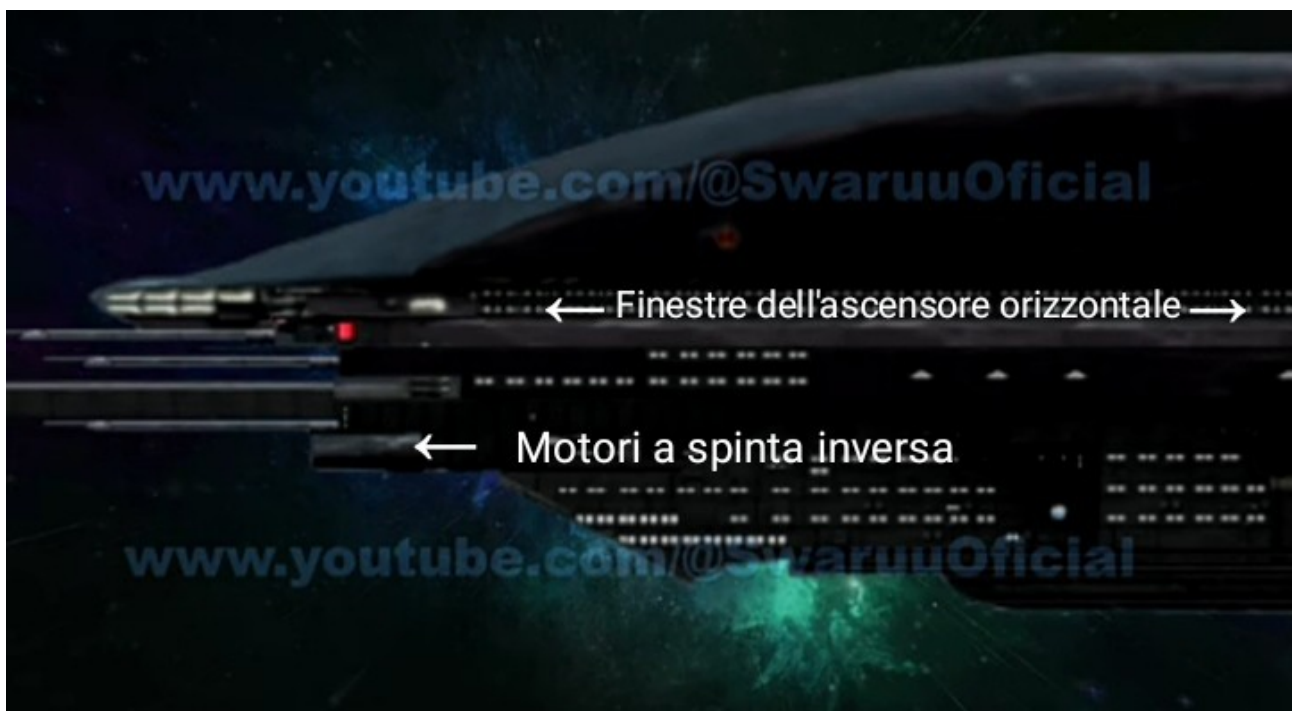 www.youtube.com/@SwaruuOficial
Finestre dell'ascensore orizzontale
Motori a spinta inversa
www.youtube.com/@SwaruuOficial